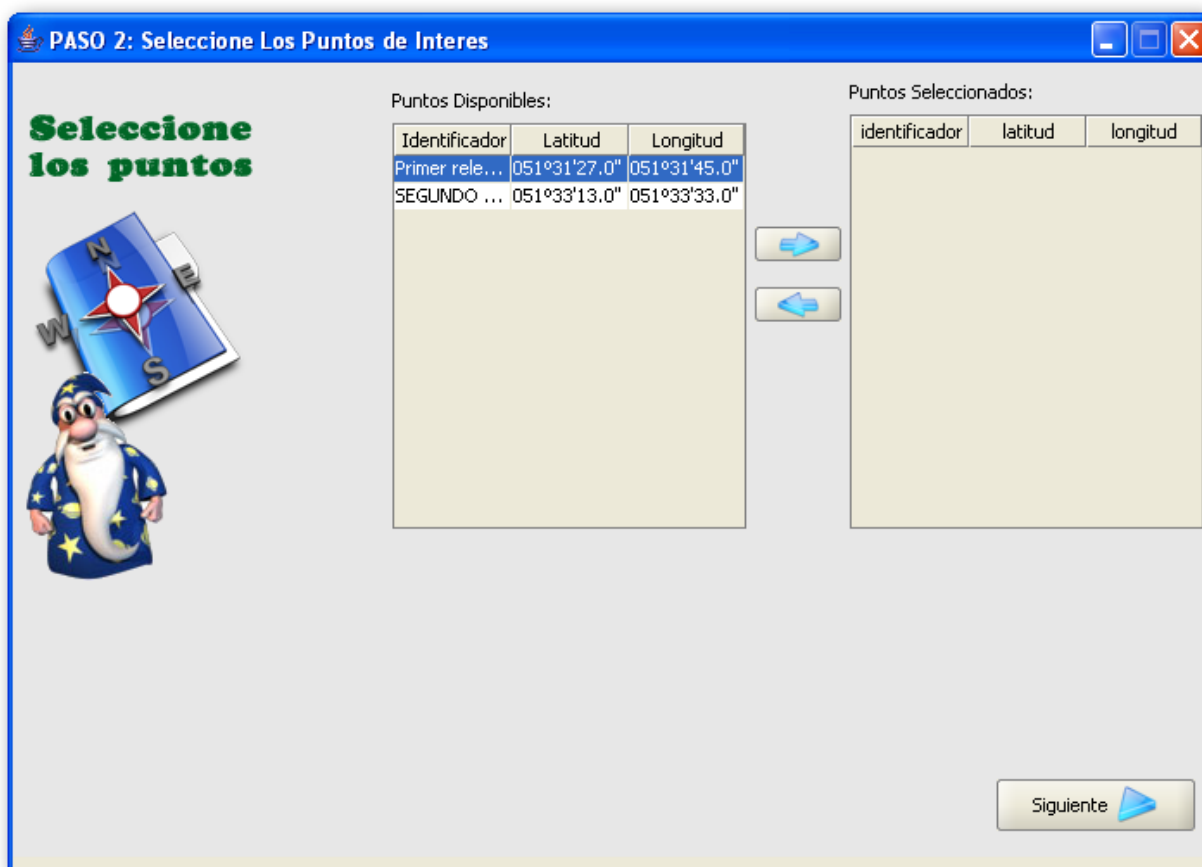 PASO 2: Seleccione Los Puntos de Interes
Seleccione
los puntos
N
N
E
W
S
Puntos Disponibles:
Identificador Latitud Longitud
Primer rele... 051º31'27.0" 051º31'45.0"
SEGUNDO ... 051º33'13.0" 051º33'33.0"
Puntos Seleccionados:
identificador latitud longitud
Siguiente